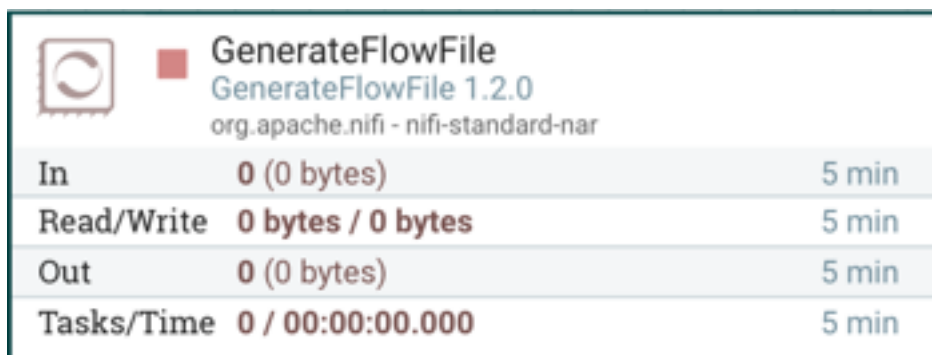 GenerateFlowFile
GenerateFlowFile 1.2.0
org.apache.nifi - nifi-standard-nar
In 0 (0 bytes) 5 min
Read/Write 0 bytes / 0 bytes 5 min
Out 0 (0 bytes) 5 min
Tasks/Time 0 / 00:00:00.000 5 min